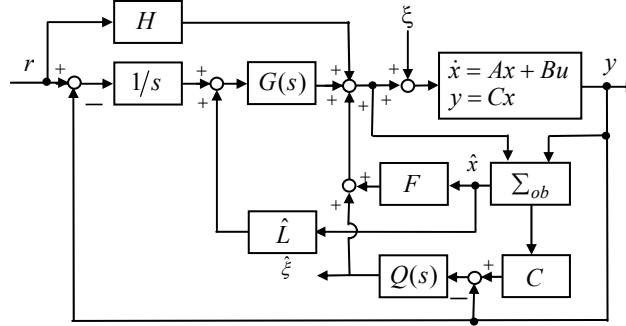 H
ξ
r
+
−
1/s
+
+
G(s)
+
+
+
+
+
+
ẋ = Ax + Bu
y = Cx
y
x̂
F
+
+
Σ_ob
L̂
ξ̂
Q(s)
+
−
C